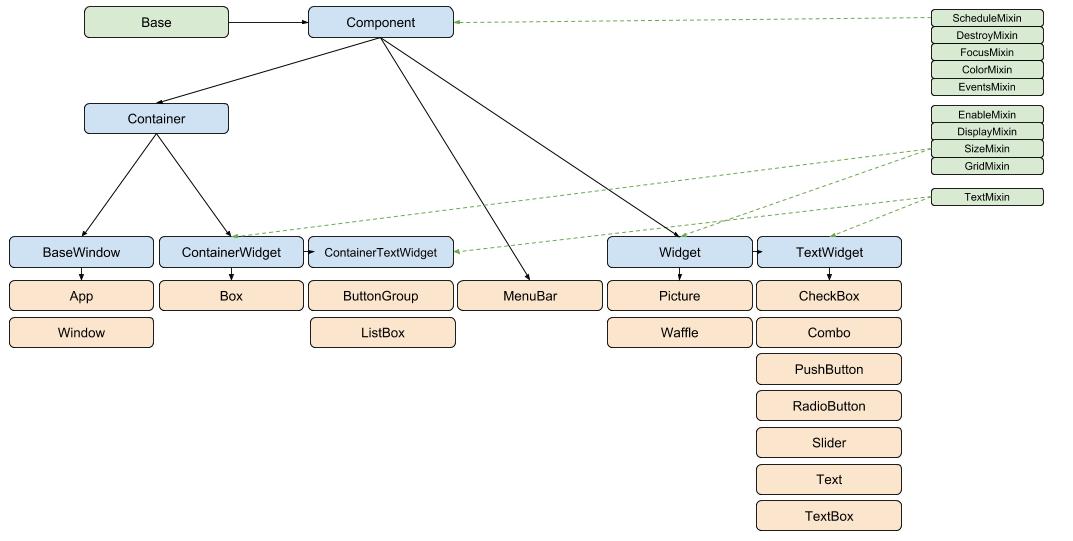 Base
Component
ScheduleMixin
DestroyMixin
FocusMixin
ColorMixin
EventsMixin
Container
EnableMixin
DisplayMixin
SizeMixin
GridMixin
TextMixin
BaseWindow
ContainerWidget
ContainerTextWidget
Widget
TextWidget
App
Box
ButtonGroup
MenuBar
Picture
CheckBox
Window
ListBox
Waffle
Combo
PushButton
RadioButton
Slider
Text
TextBox